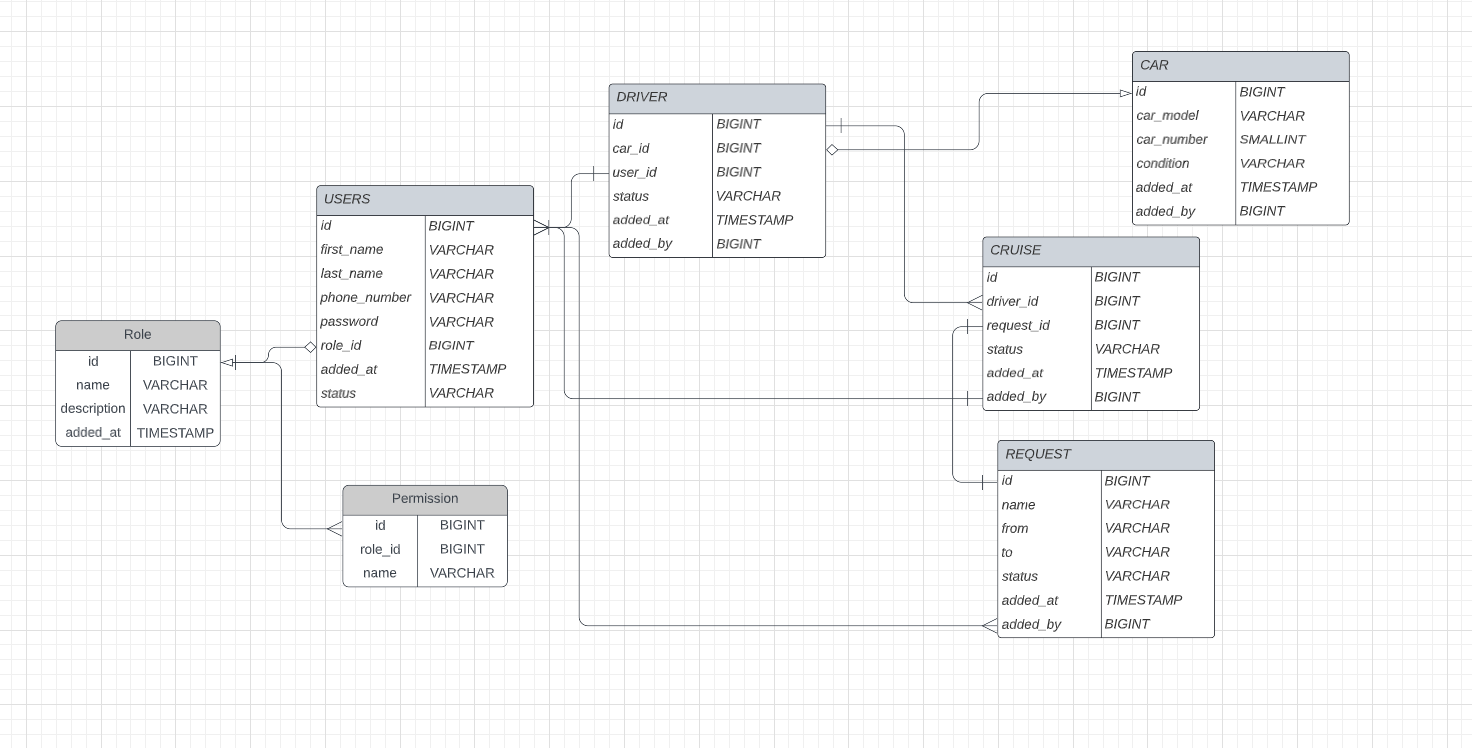 CAR
id BIGINT
car_model VARCHAR
car_number SMALLINT
condition VARCHAR
added_at TIMESTAMP
added_by BIGINT
DRIVER
id BIGINT
car_id BIGINT
user_id BIGINT
status VARCHAR
added_at TIMESTAMP
added_by BIGINT
USERS
id BIGINT
first_name VARCHAR
last_name VARCHAR
phone_number VARCHAR
password VARCHAR
role_id BIGINT
added_at TIMESTAMP
status VARCHAR
CRUISE
id BIGINT
driver_id BIGINT
request_id BIGINT
status VARCHAR
added_at TIMESTAMP
added_by BIGINT
Role
id BIGINT
name VARCHAR
description VARCHAR
added_at TIMESTAMP
REQUEST
id BIGINT
name VARCHAR
from VARCHAR
to VARCHAR
status VARCHAR
added_at TIMESTAMP
added_by BIGINT
Permission
id BIGINT
role_id BIGINT
name VARCHAR